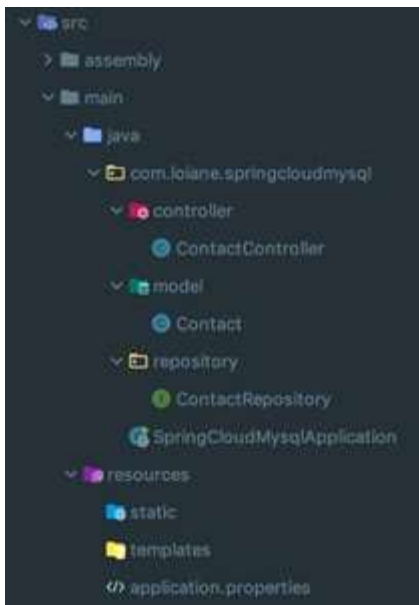 src
assembly
main
java
com.loiane.springcloudmysql
controller
ContactController
model
Contact
repository
ContactRepository
SpringCloudMysqlApplication
resources
static
templates
application.properties